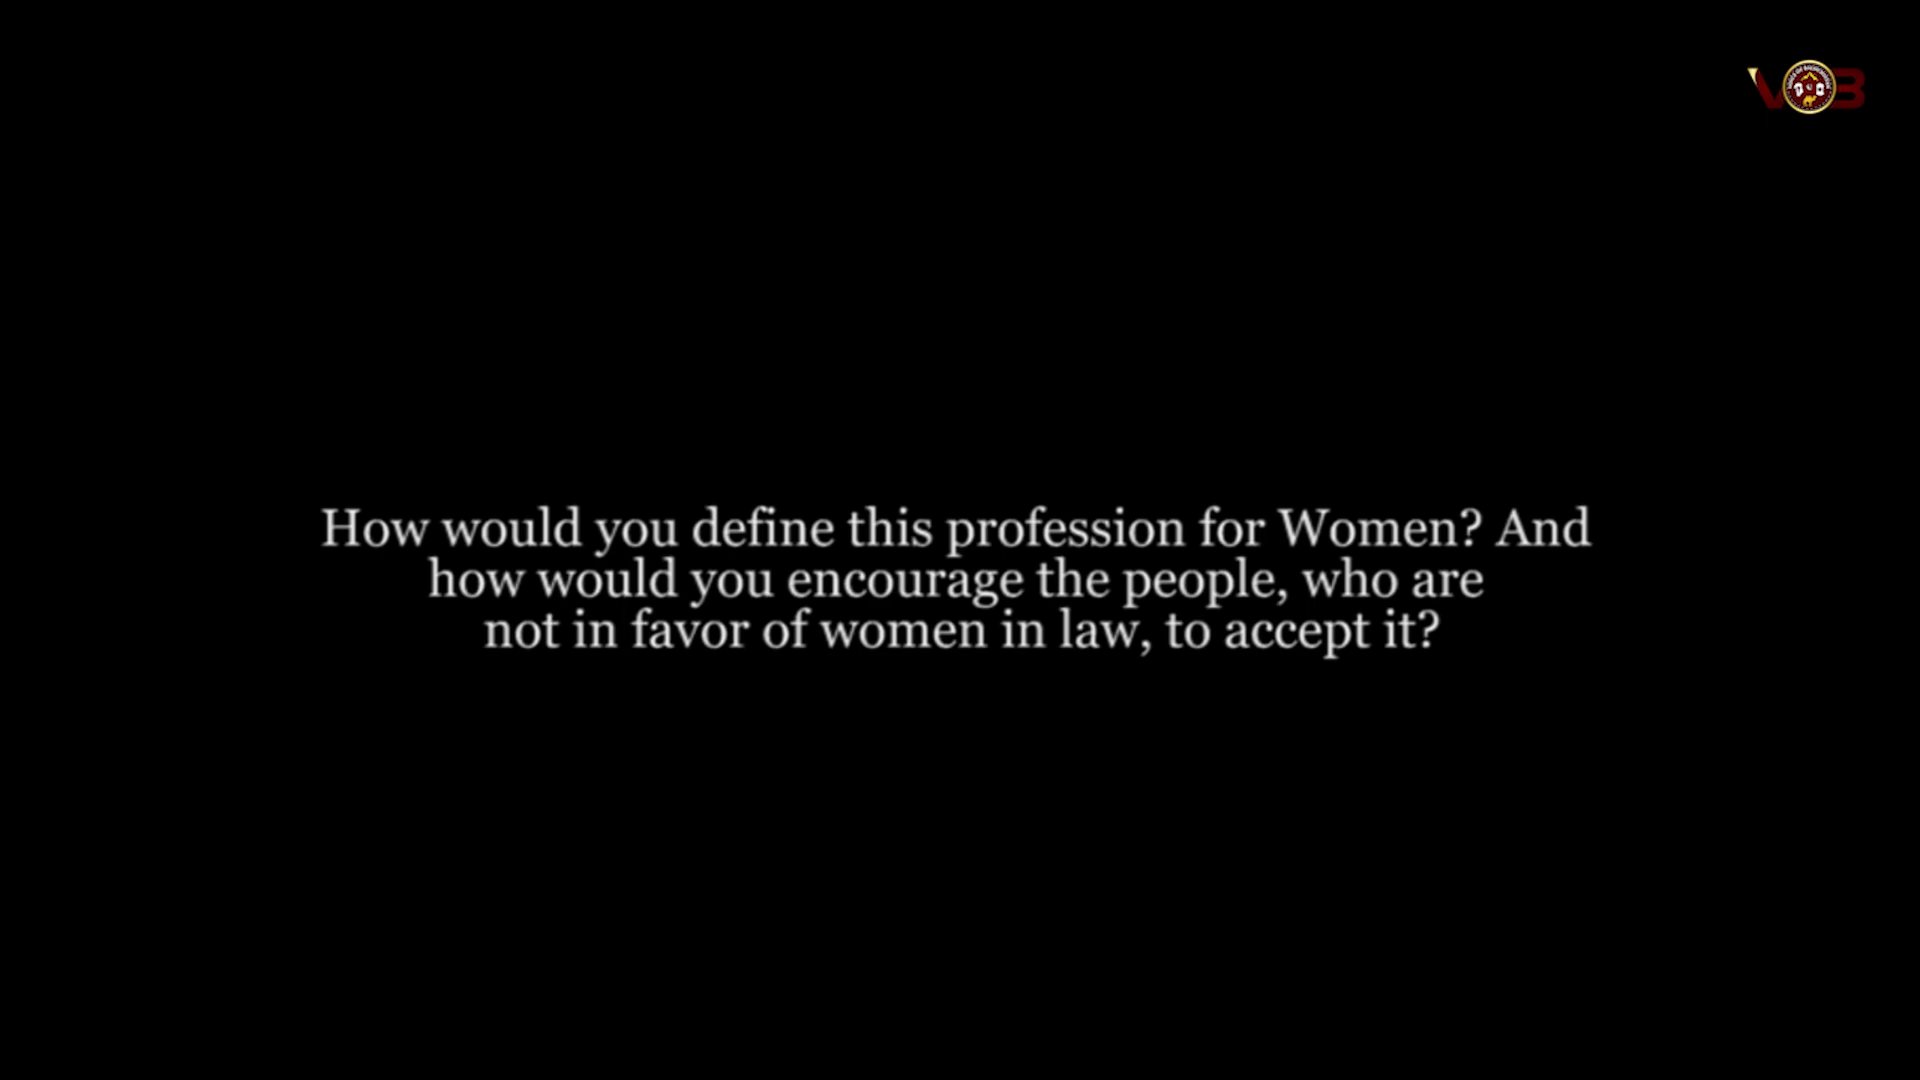 VOB
How would you define this profession for Women? And
how would you encourage the people, who are
not in favor of women in law, to accept it?